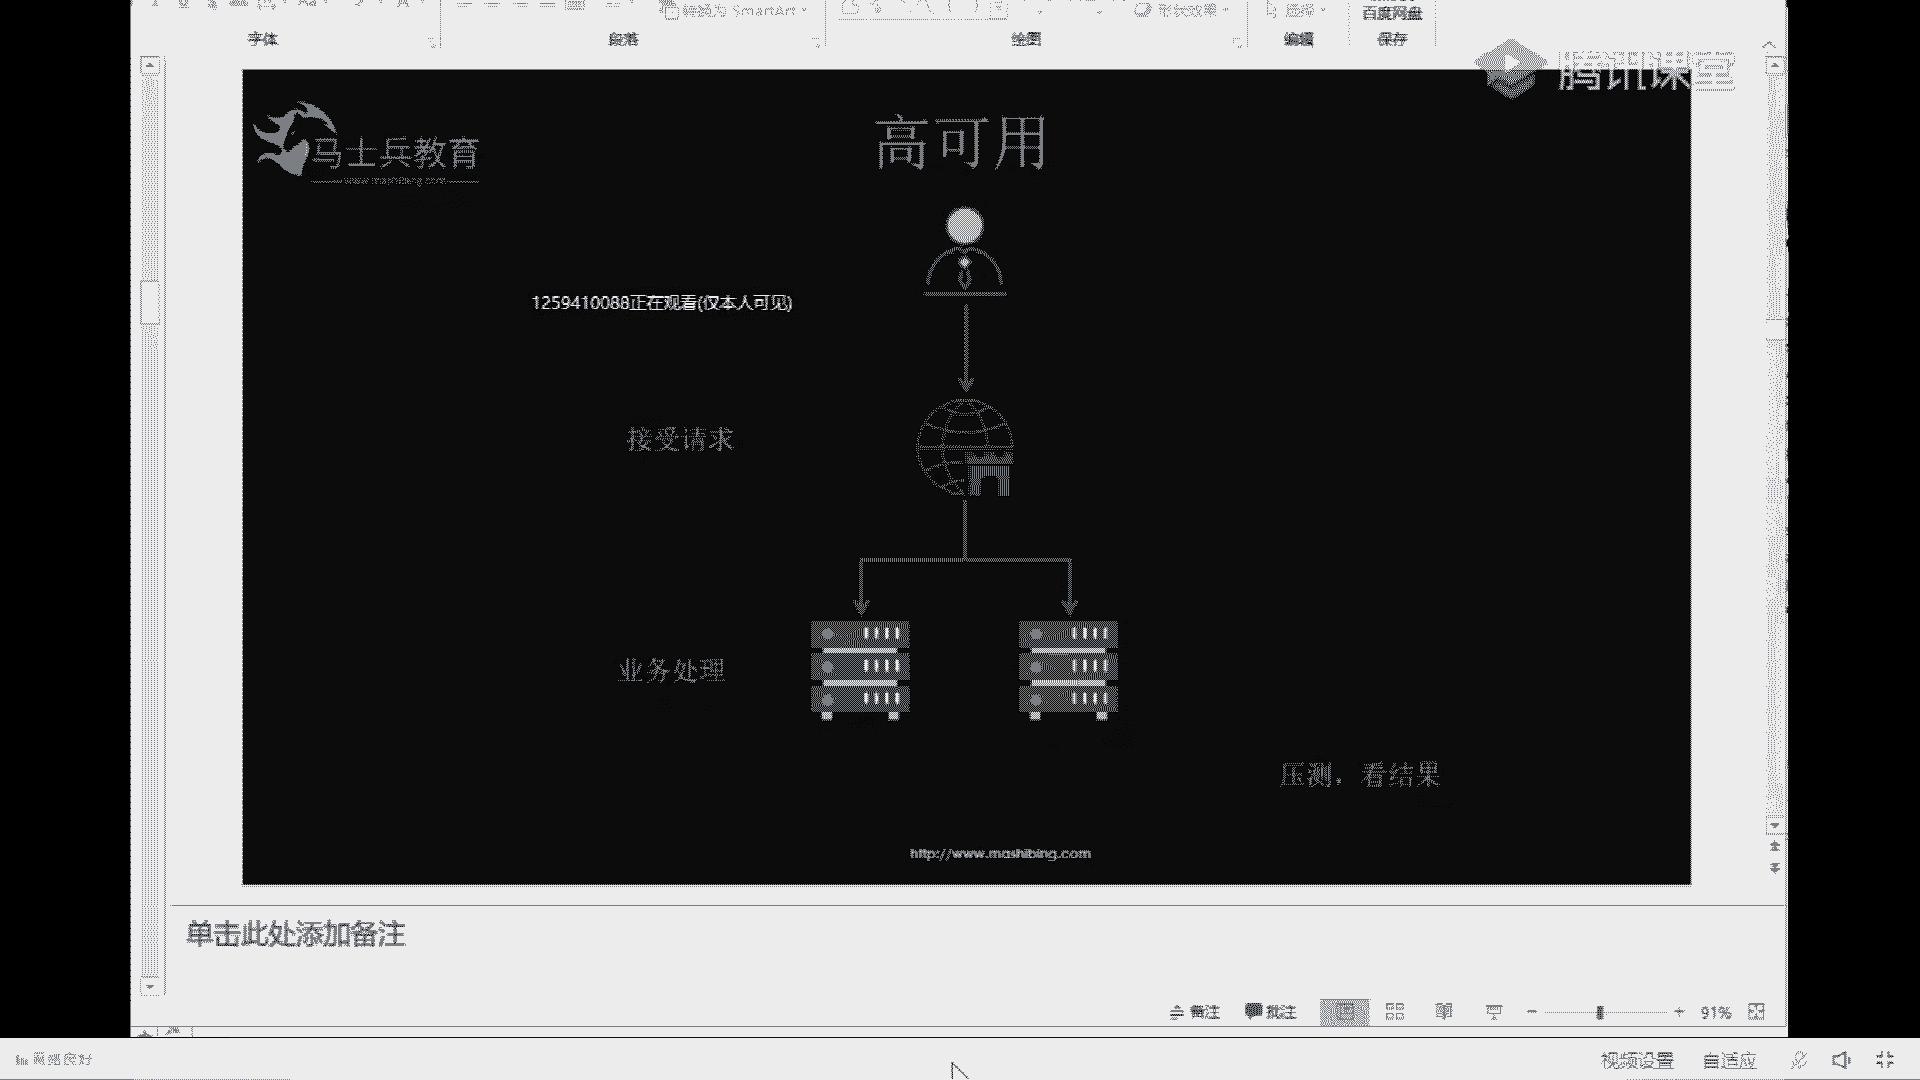 Aa
转换为 SmartArt
形状效果
选择
百度网盘
字体
段落
绘图
编辑
保存
腾讯课堂
马士兵教育
www.mashibing.com
高可用
1259410088正在观看(仅本人可见)
接受请求
业务处理
压测，看结果
http://www.mashibing.com
单击此处添加备注
备注
批注
91%
网络良好
视频设置
自适应